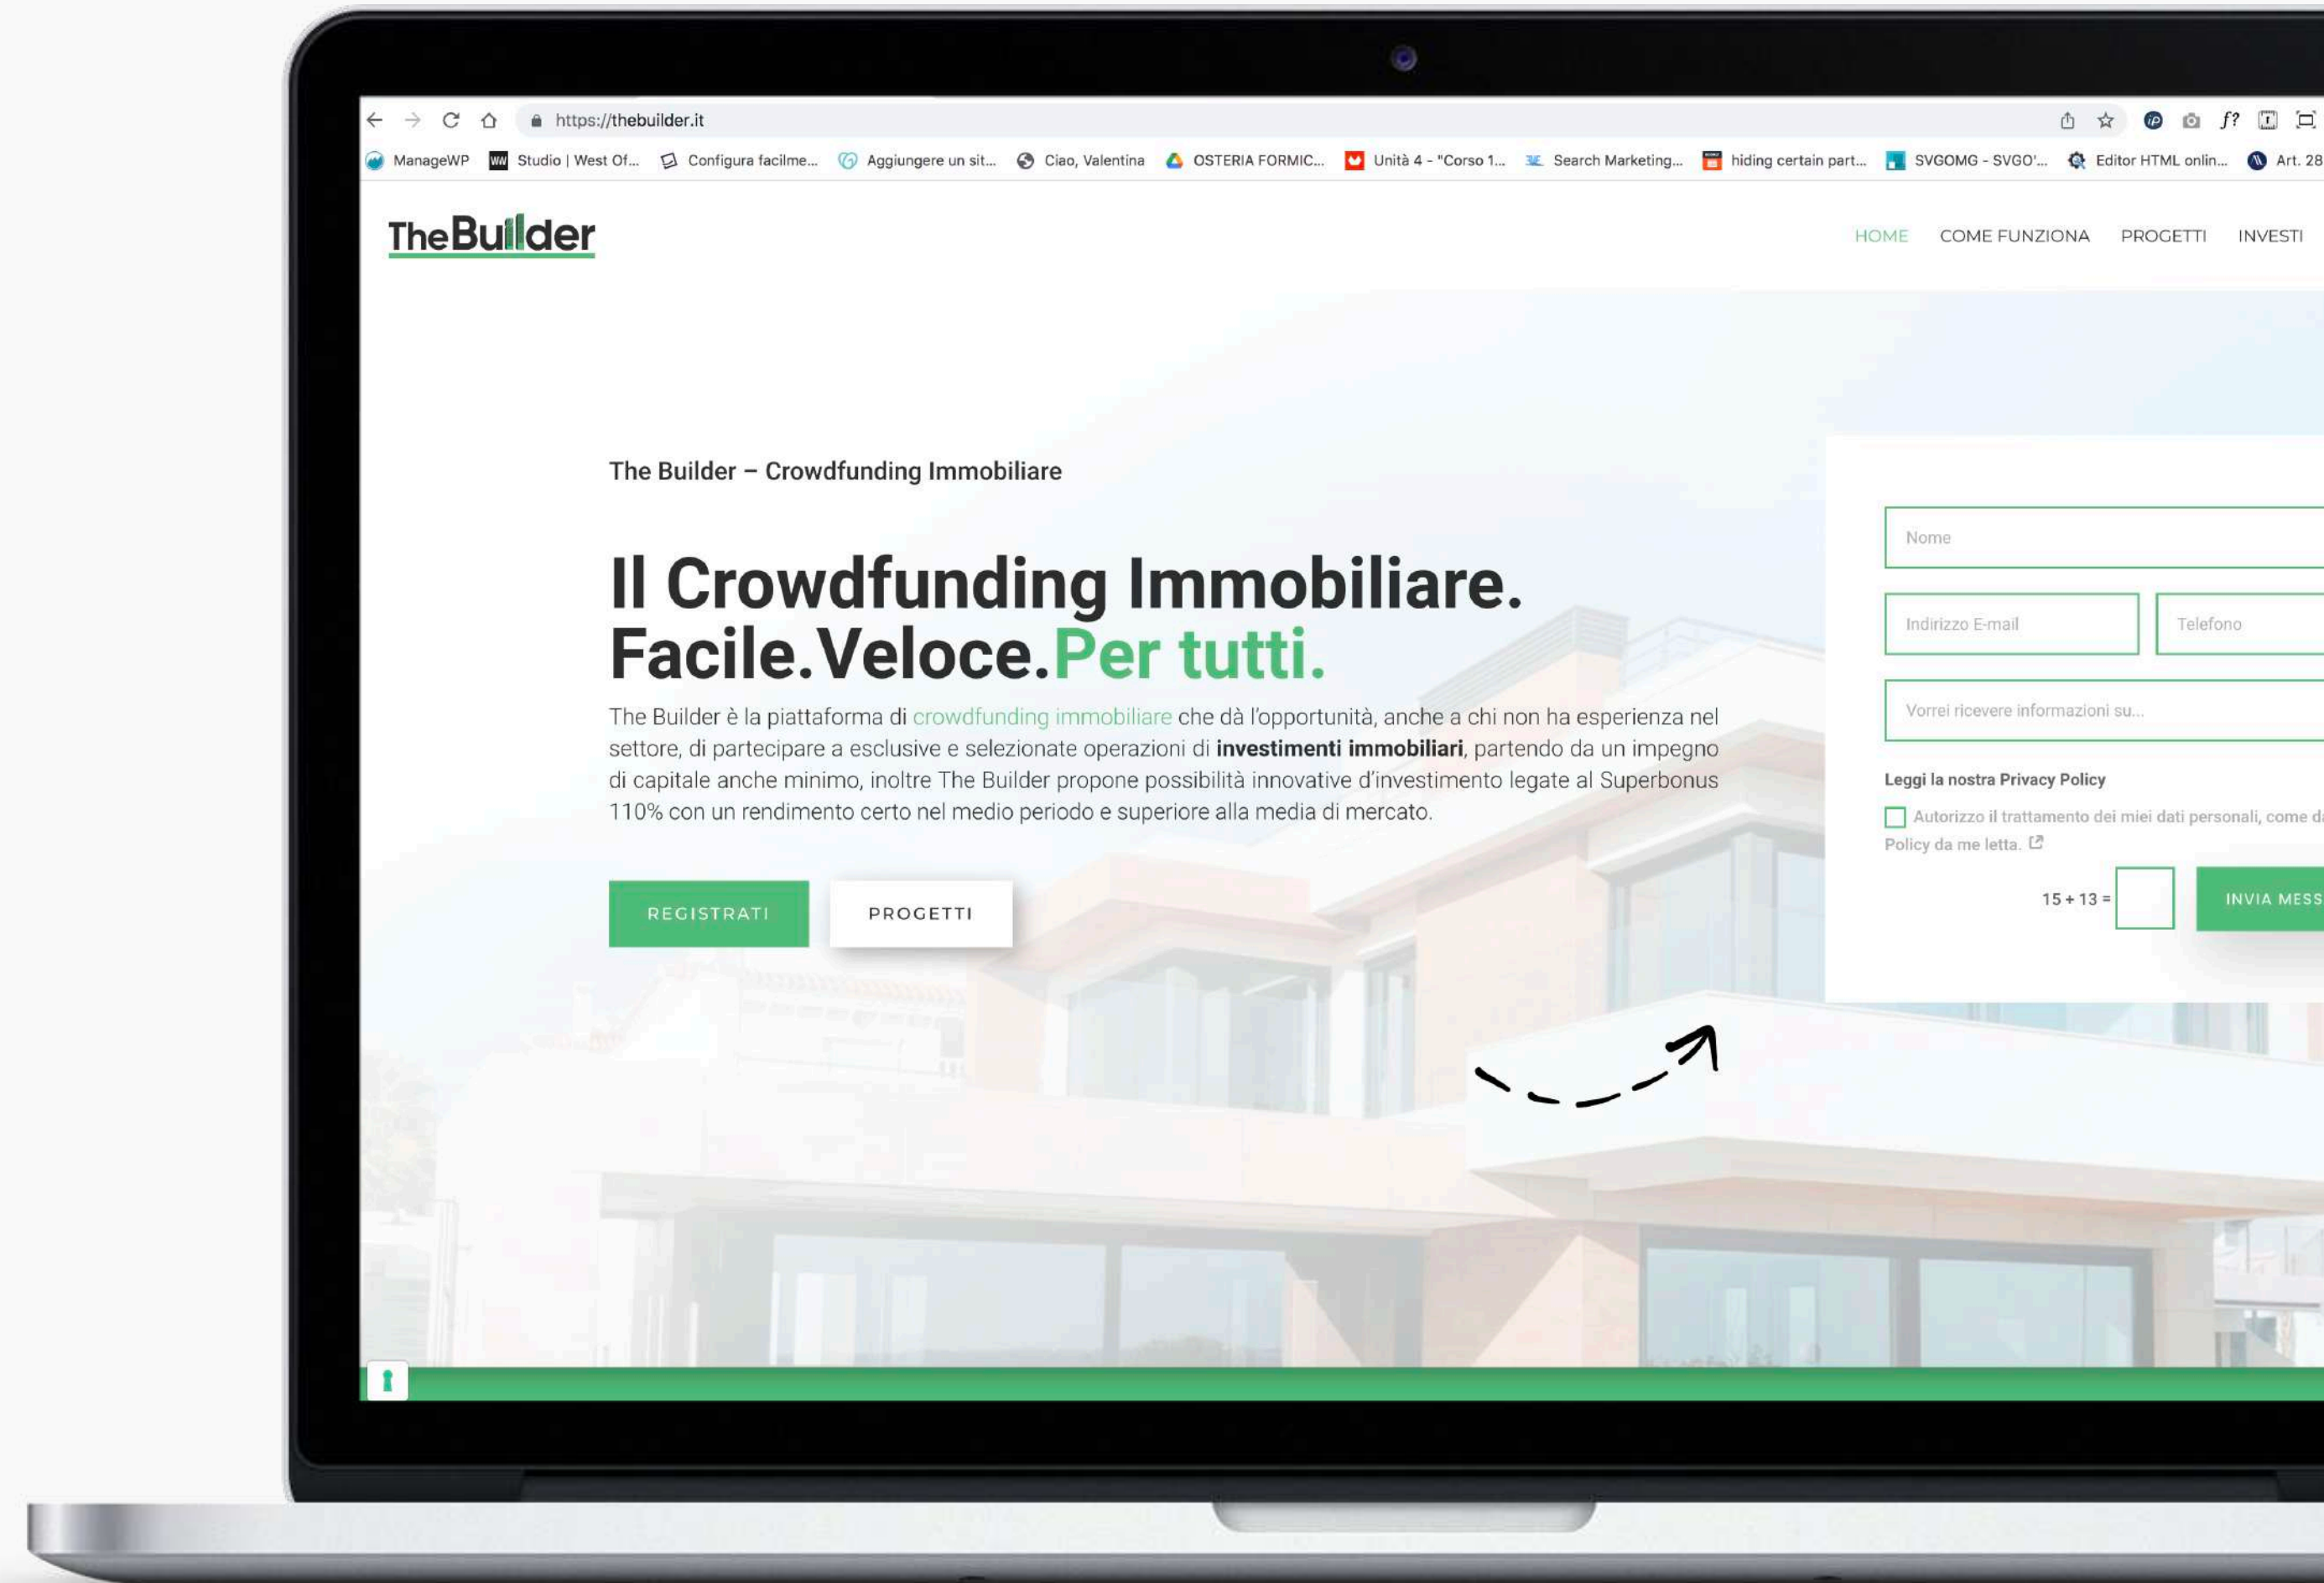 https://thebuilder.it
ManageWP
Studio | West Of...
Configura facilme...
Aggiungere un sit...
Ciao, Valentina
OSTERIA FORMIC...
Unità 4 - "Corso 1...
Search Marketing...
hiding certain part...
SVGOMG - SVGO'...
Editor HTML onlin...
Art. 28
TheBuilder
HOME COME FUNZIONA PROGETTI INVESTI
The Builder – Crowdfunding Immobiliare
Il Crowdfunding Immobiliare.
Facile.Veloce.Per tutti.
The Builder è la piattaforma di crowdfunding immobiliare che dà l'opportunità, anche a chi non ha esperienza nel
settore, di partecipare a esclusive e selezionate operazioni di investimenti immobiliari, partendo da un impegno
di capitale anche minimo, inoltre The Builder propone possibilità innovative d'investimento legate al Superbonus
110% con un rendimento certo nel medio periodo e superiore alla media di mercato.
REGISTRATI
PROGETTI
Nome
Indirizzo E-mail
Telefono
Vorrei ricevere informazioni su...
Leggi la nostra Privacy Policy
Autorizzo il trattamento dei miei dati personali, come da
Policy da me letta.
15 + 13 =
INVIA MESS